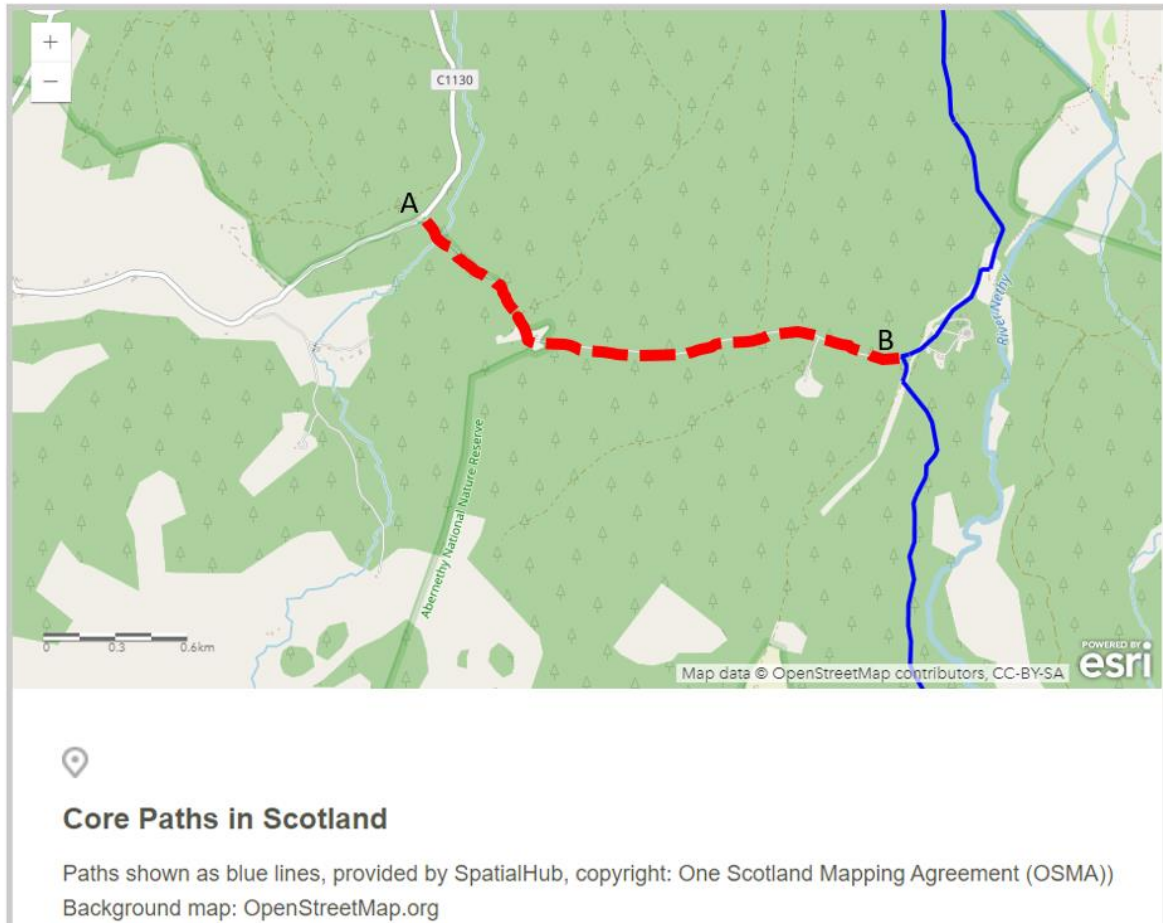 +
−
C1130
A
B
River Nethy
Abernethy National Nature Reserve
0 0.3 0.6km
Map data © OpenStreetMap contributors, CC-BY-SA
POWERED BY
esri
Core Paths in Scotland
Paths shown as blue lines, provided by SpatialHub, copyright: One Scotland Mapping Agreement (OSMA))
Background map: OpenStreetMap.org